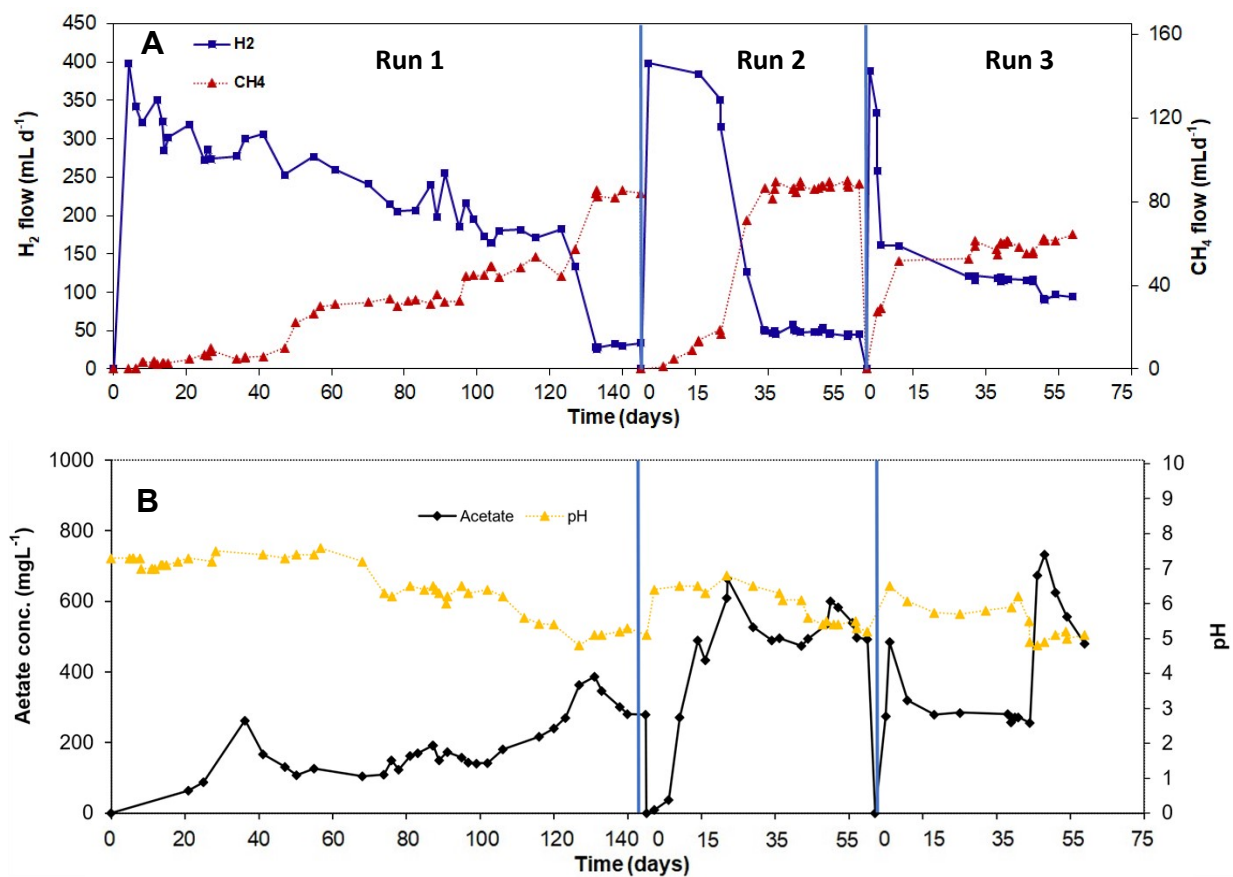 A
H2
CH4
Run 1
Run 2
Run 3
H2 flow (mL d-1)
450
400
350
300
250
200
150
100
50
0
CH4 flow (mLd-1)
160
120
80
40
0
0 20 40 60 80 100 120 140 0 15 35 55 0 15 35 55 75
Time (days)
B
Acetate
pH
Aetate conc. (mgL-1)
1000
800
600
400
200
0
pH
10
9
8
7
6
5
4
3
2
1
0
0 20 40 60 80 100 120 140 0 15 35 55 0 15 35 55 75
Time (days)